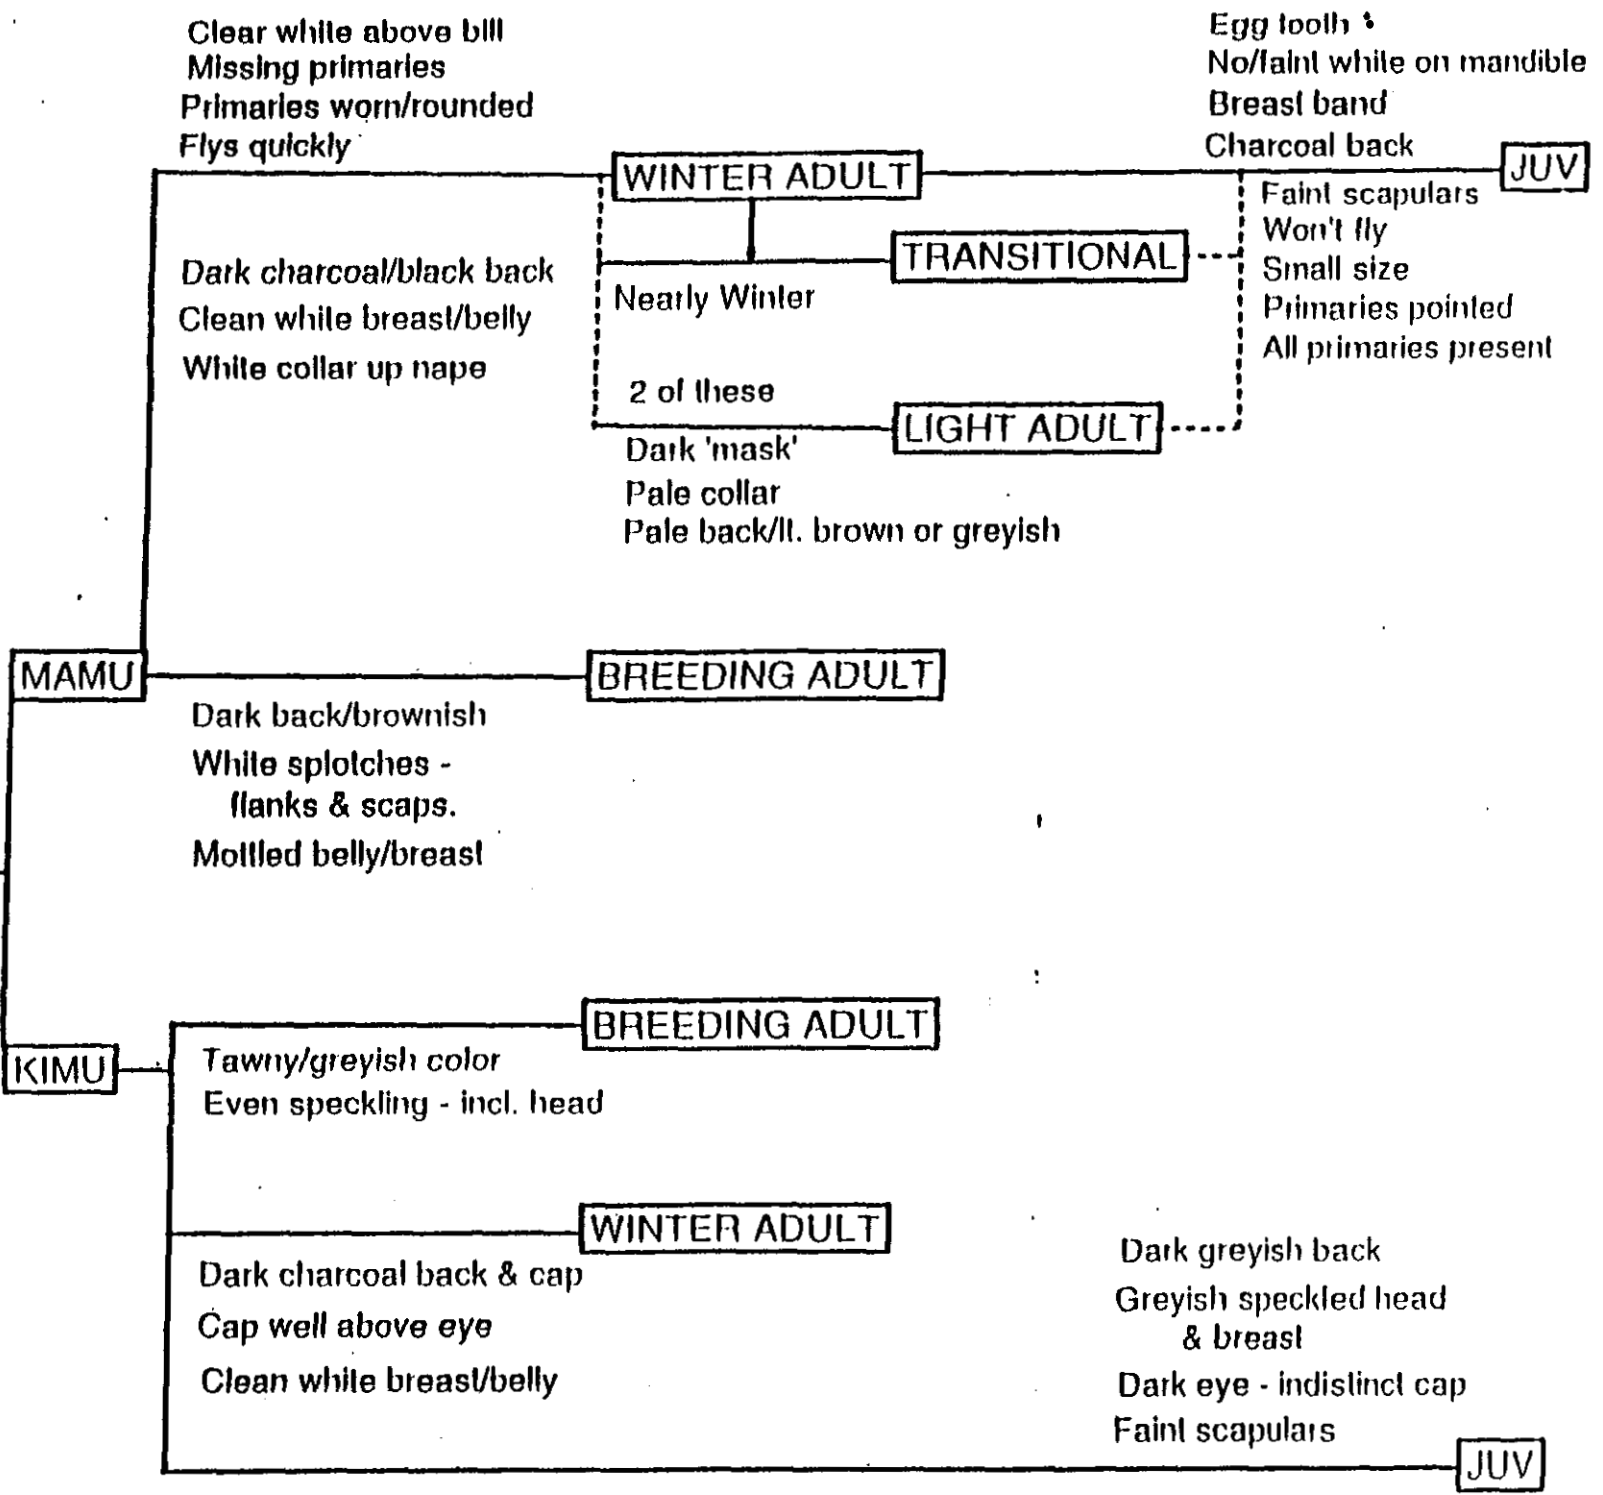 Clear white above bill
Missing primaries
Primaries worn/rounded
Flys quickly
Egg tooth
No/faint white on mandible
Breast band
Charcoal back
WINTER ADULT
JUV
Dark charcoal/black back
Clean white breast/belly
White collar up nape
TRANSITIONAL
Nearly Winter
Faint scapulars
Won't fly
Small size
Primaries pointed
All primaries present
2 of these
LIGHT ADULT
Dark 'mask'
Pale collar
Pale back/lt. brown or greyish
MAMU
BREEDING ADULT
Dark back/brownish
White splotches -
flanks & scaps.
Mottled belly/breast
KIMU
BREEDING ADULT
Tawny/greyish color
Even speckling - incl. head
WINTER ADULT
Dark charcoal back & cap
Cap well above eye
Clean white breast/belly
Dark greyish back
Greyish speckled head
& breast
Dark eye - indistinct cap
Faint scapulars
JUV